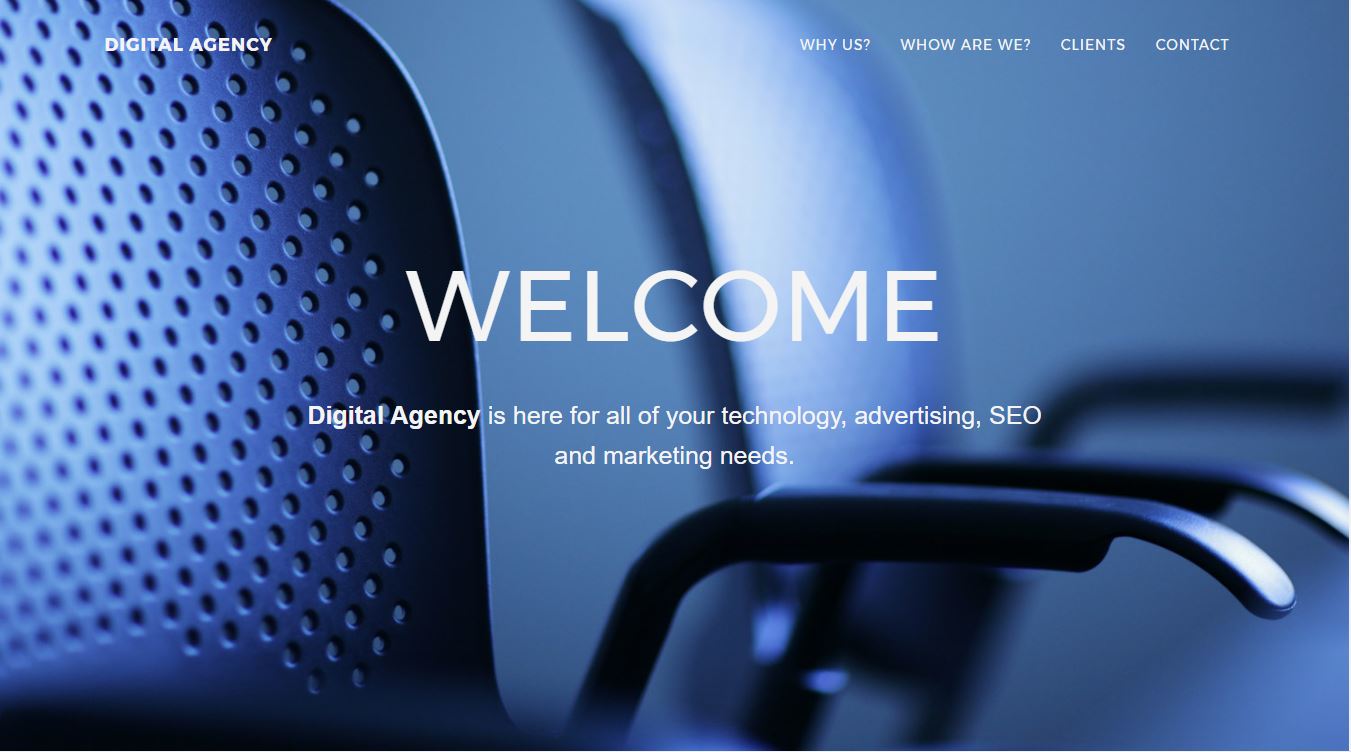 DIGITAL AGENCY
WHY US? WHOW ARE WE? CLIENTS CONTACT
WELCOME
Digital Agency is here for all of your technology, advertising, SEO
and marketing needs.